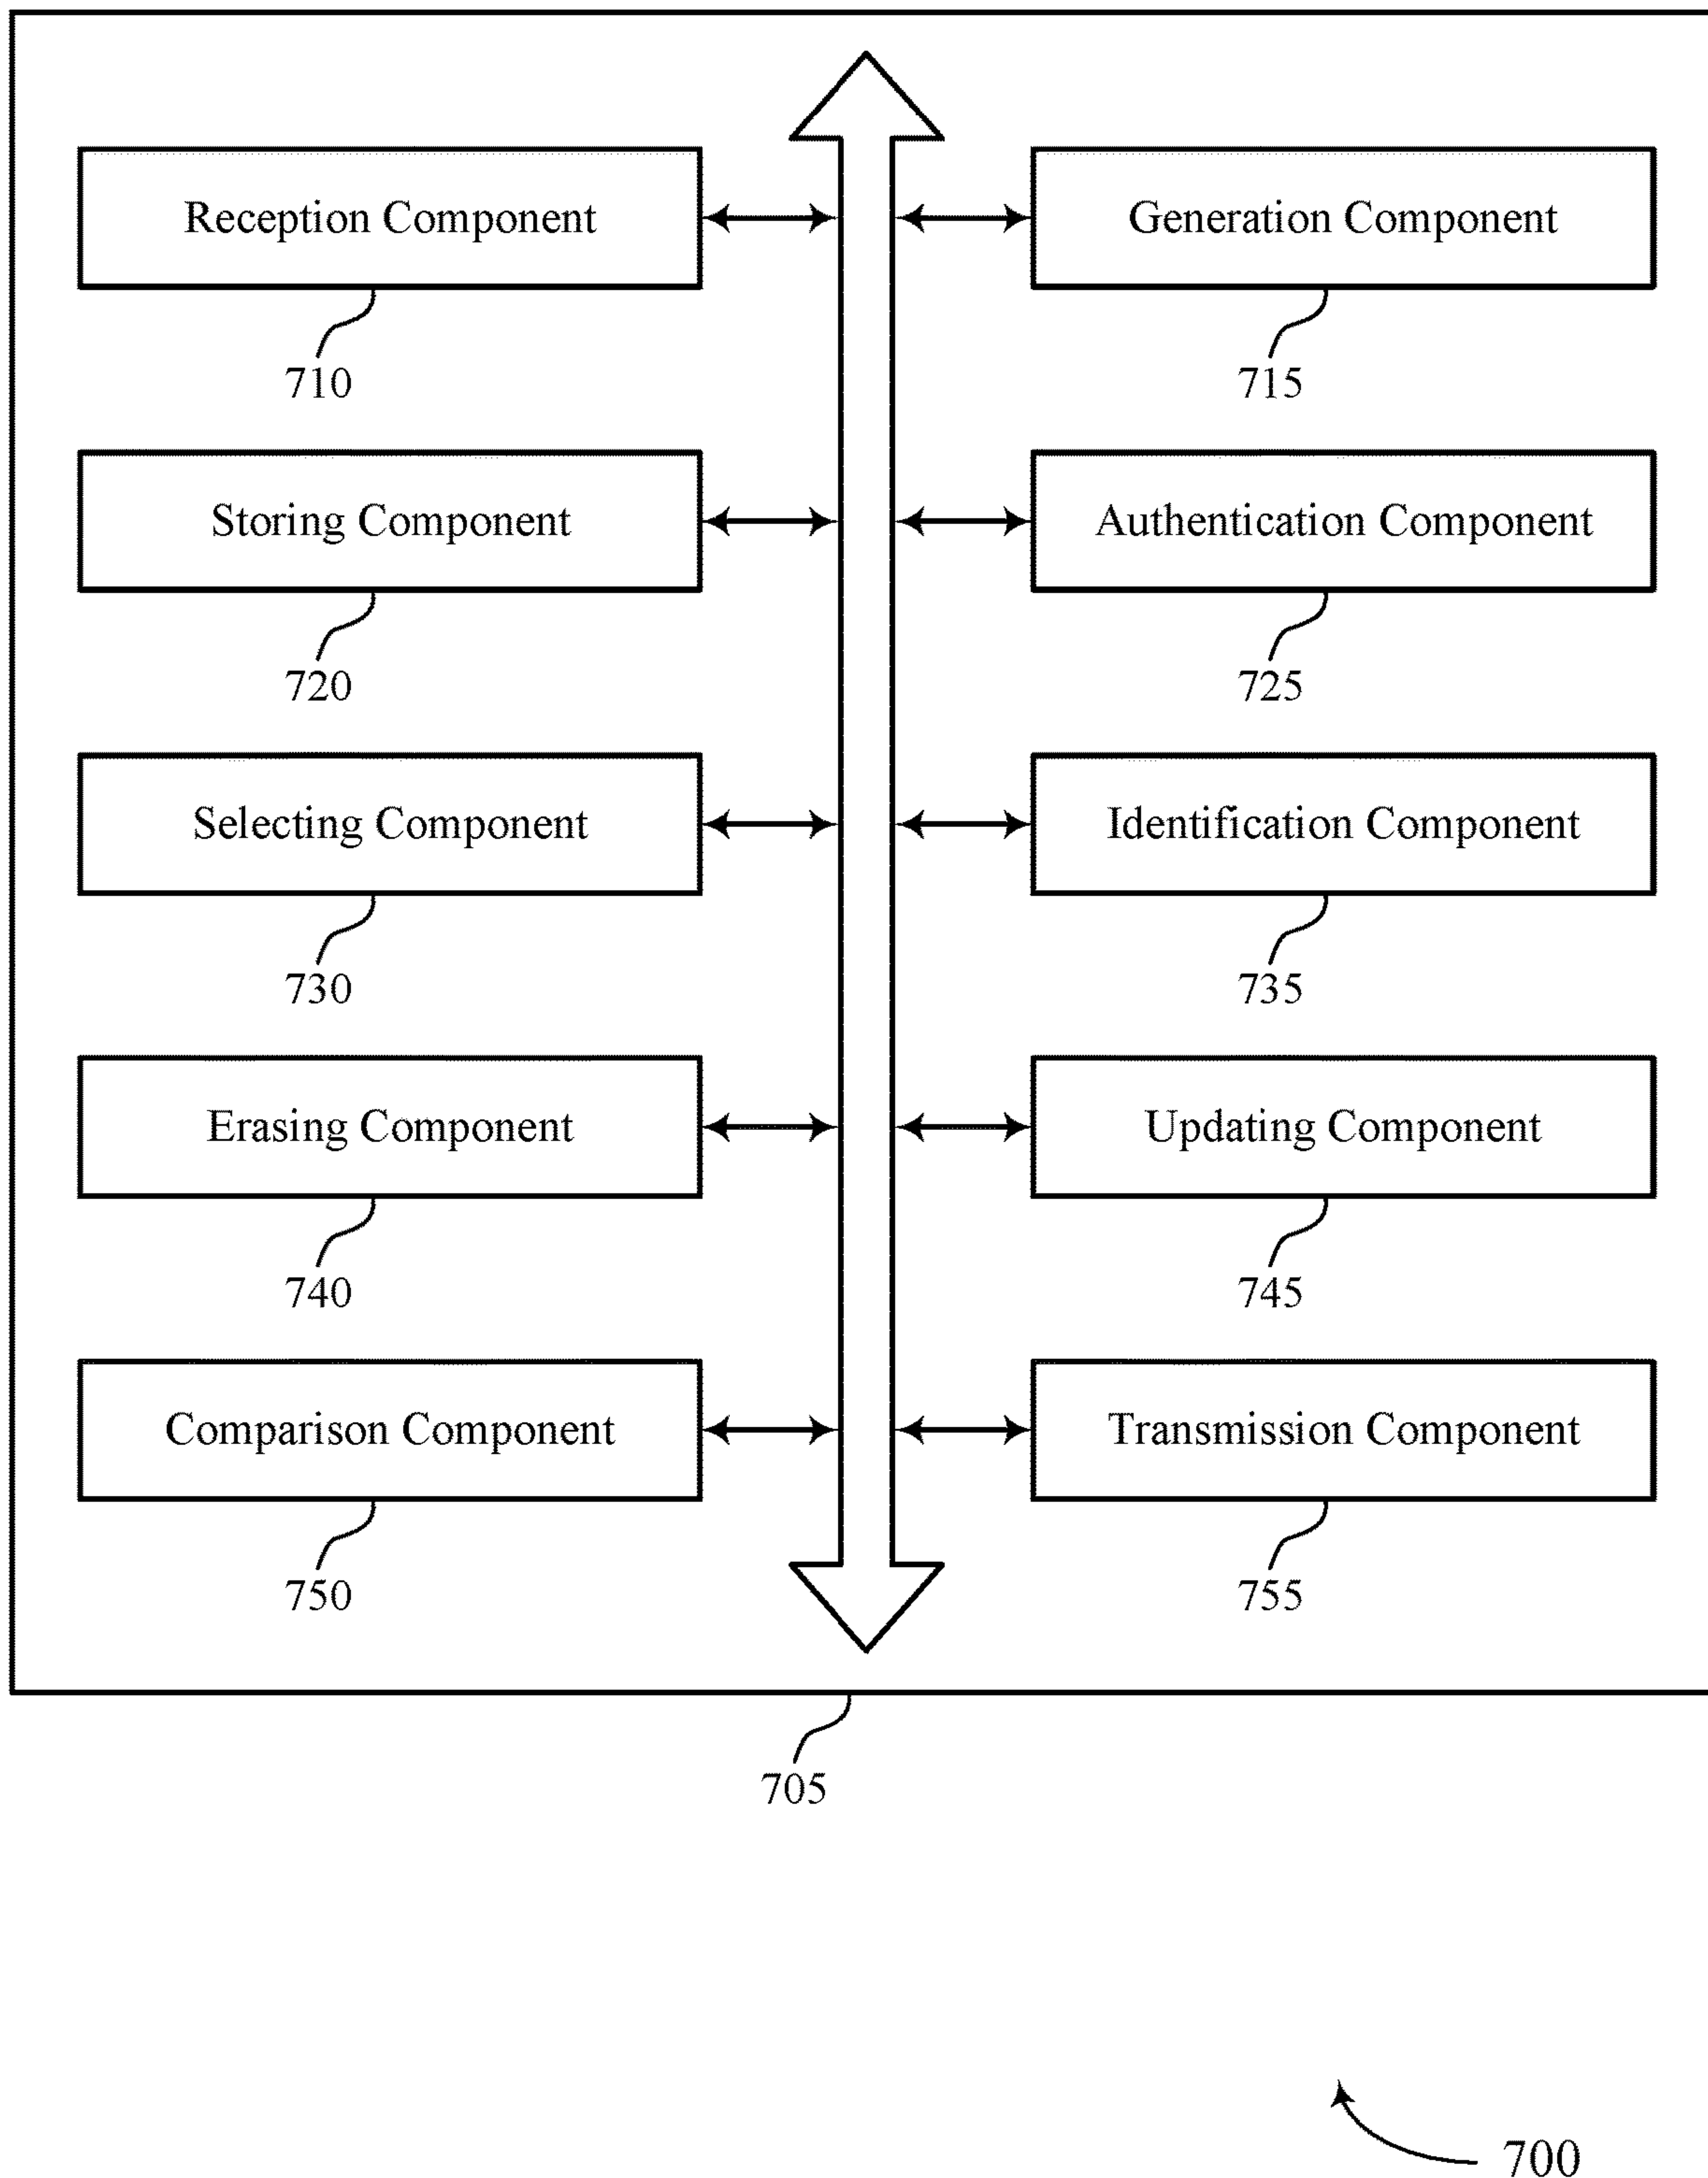 Reception Component
Generation Component
710
715
Storing Component
Authentication Component
720
725
Selecting Component
Identification Component
730
735
Erasing Component
Updating Component
740
745
Comparison Component
Transmission Component
750
755
705
700